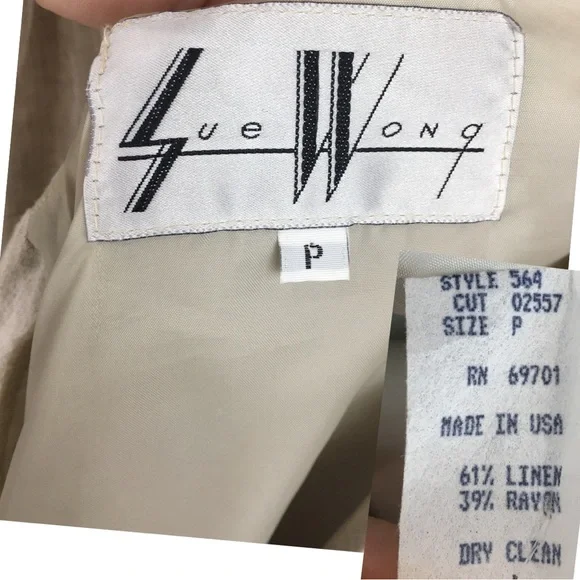 Sue Wong
P
STYLE 564
CUT 02557
SIZE P
RN 69701
MADE IN USA
61% LINEN
39% RAYON
DRY CLEAN